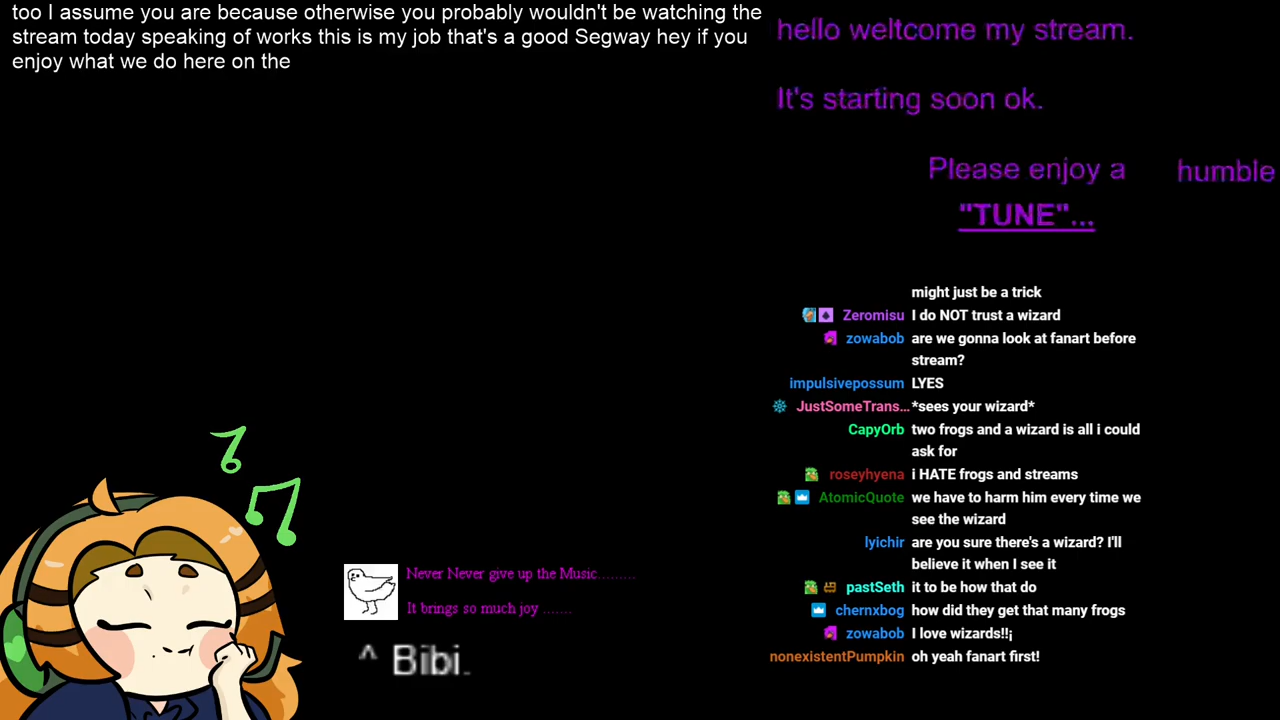 too I assume you are because otherwise you probably wouldn't be watching the
stream today speaking of works this is my job that's a good Segway hey if you
enjoy what we do here on the
hello weltcome my stream.
It's starting soon ok.
Please enjoy a humble
"TUNE"...
might just be a trick
Zeromisu I do NOT trust a wizard
zowabob are we gonna look at fanart before
stream?
impulsivepossum LYES
JustSomeTrans... *sees your wizard*
CapyOrb two frogs and a wizard is all i could
ask for
roseyhyena i HATE frogs and streams
AtomicQuote we have to harm him every time we
see the wizard
lyichir are you sure there's a wizard? I'll
believe it when I see it
pastSeth it to be how that do
chernxbog how did they get that many frogs
zowabob I love wizards!!¡
nonexistentPumpkin oh yeah fanart first!
Never Never give up the Music.........
It brings so much joy .......
^ Bibi.